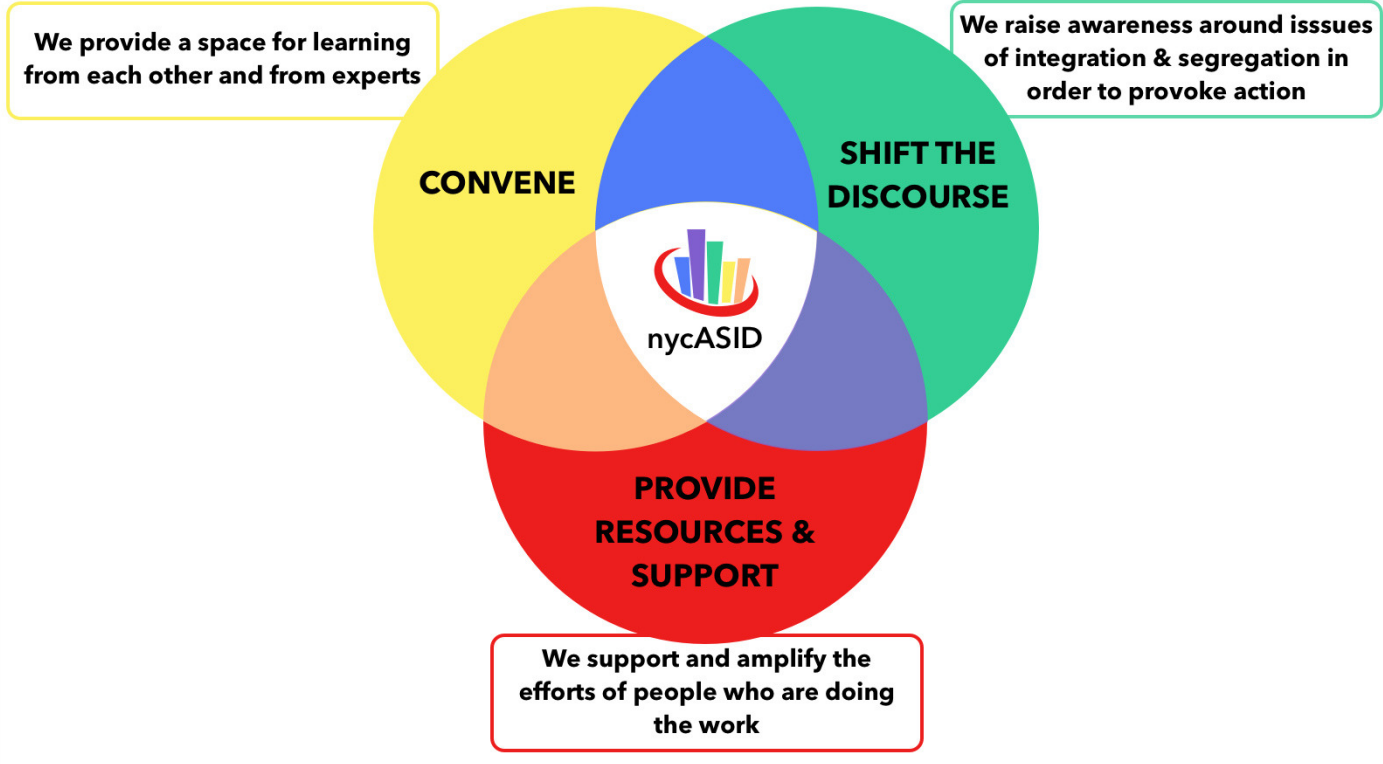 We provide a space for learning
from each other and from experts
We raise awareness around isssues
of integration & segregation in
order to provoke action
CONVENE
SHIFT THE
DISCOURSE
nycASID
PROVIDE
RESOURCES &
SUPPORT
We support and amplify the
efforts of people who are doing
the work